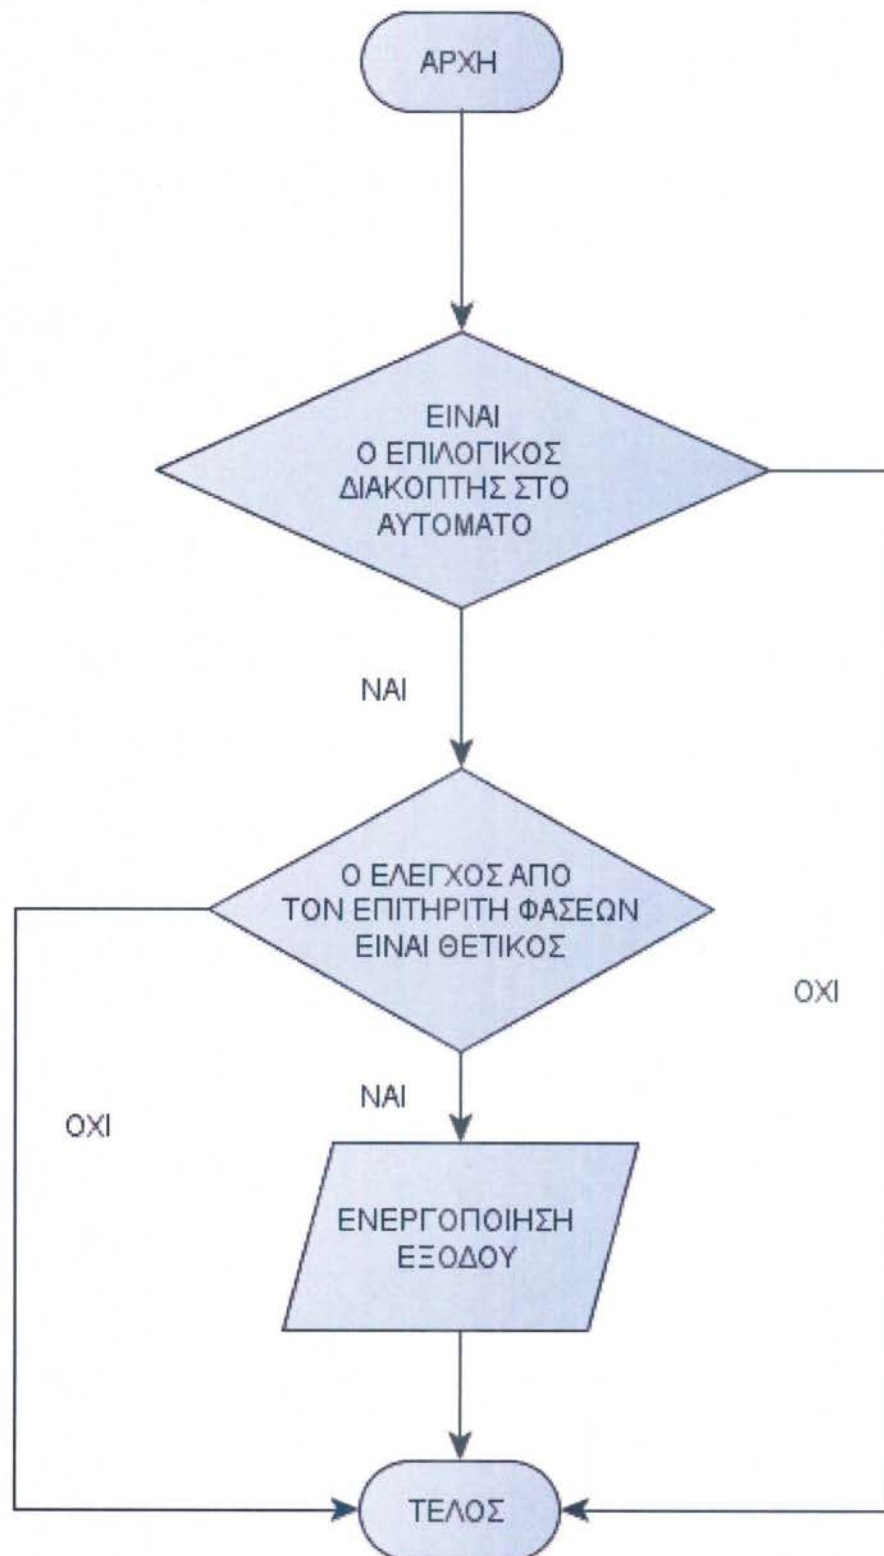 ΑΡΧΗ
ΕΙΝΑΙ
Ο ΕΠΙΛΟΓΙΚΟΣ
ΔΙΑΚΟΠΤΗΣ ΣΤΟ
ΑΥΤΟΜΑΤΟ
ΝΑΙ
Ο ΕΛΕΓΧΟΣ ΑΠΟ
ΤΟΝ ΕΠΙΤΗΡΙΤΗ ΦΑΣΕΩΝ
ΕΙΝΑΙ ΘΕΤΙΚΟΣ
ΟΧΙ
ΝΑΙ
ΟΧΙ
ΕΝΕΡΓΟΠΟΙΗΣΗ
ΕΞΟΔΟΥ
ΤΕΛΟΣ